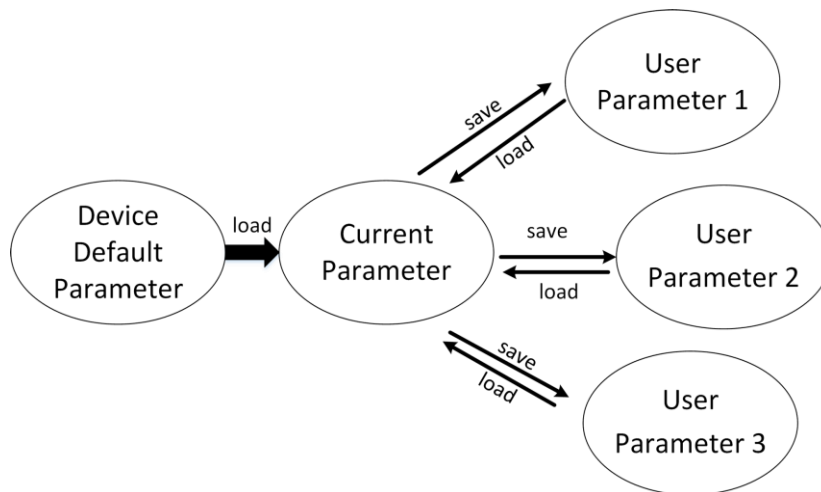 Device
Default
Parameter
load
Current
Parameter
save
load
User
Parameter 1
save
load
User
Parameter 2
save
load
User
Parameter 3